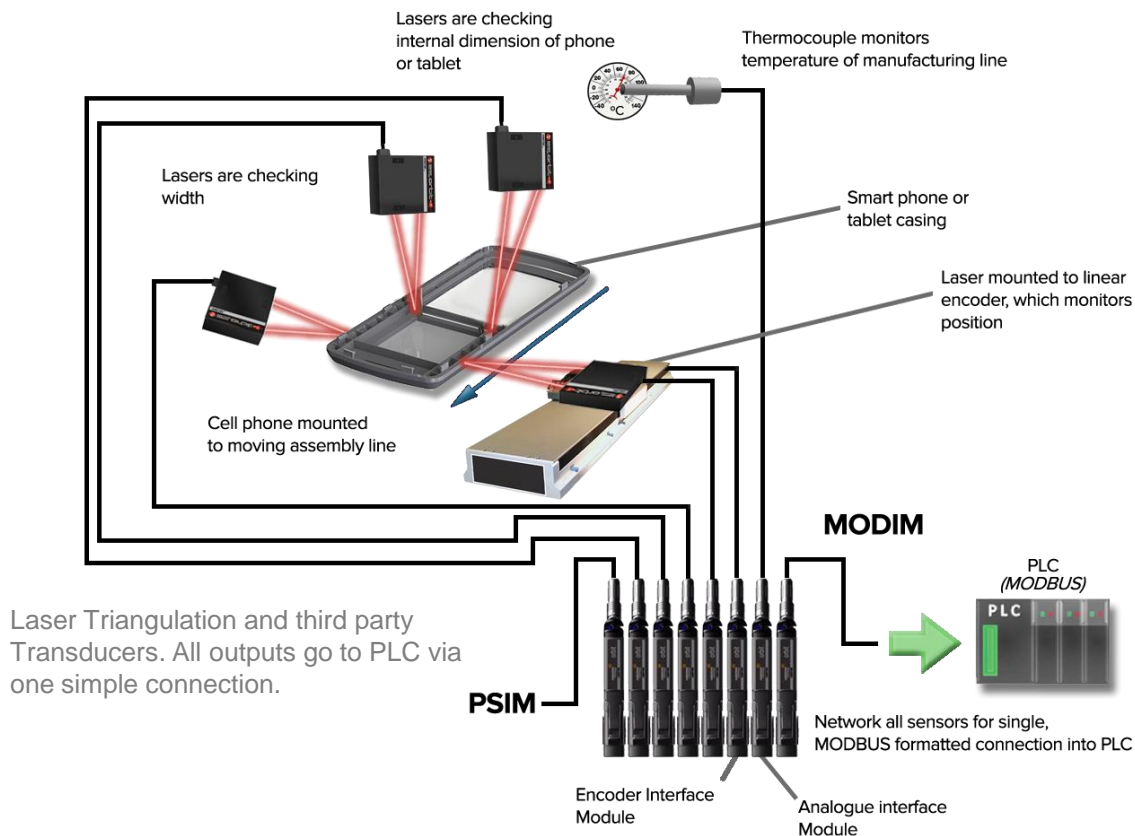 Lasers are checking
internal dimension of phone
or tablet
Thermocouple monitors
temperature of manufacturing line
°C
Lasers are checking
width
Smart phone or
tablet casing
Laser mounted to linear
encoder, which monitors
position
Cell phone mounted
to moving assembly line
MODIM
PLC
(MODBUS)
PLC
Laser Triangulation and third party
Transducers. All outputs go to PLC via
one simple connection.
PSIM
Network all sensors for single,
MODBUS formatted connection into PLC
Encoder Interface
Module
Analogue interface
Module